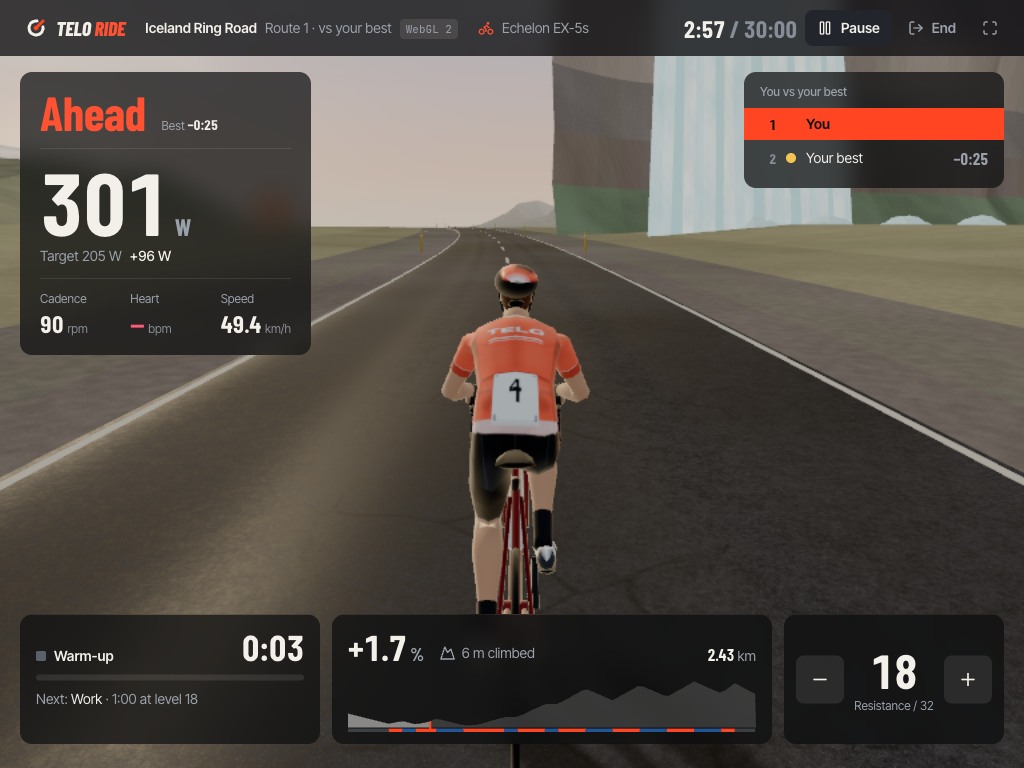 TELO RIDE Iceland Ring Road Route 1 · vs your best WebGL 2 Echelon EX-5s 2:57 / 30:00 Pause End
Ahead Best −0:25
301 W
Target 205 W +96 W
Cadence Heart Speed
90 rpm — bpm 49.4 km/h
You vs your best
1 You
2 Your best −0:25
TELO
4
Warm-up 0:03
Next: Work · 1:00 at level 18
+1.7 % 6 m climbed 2.43 km
− 18 +
Resistance / 32